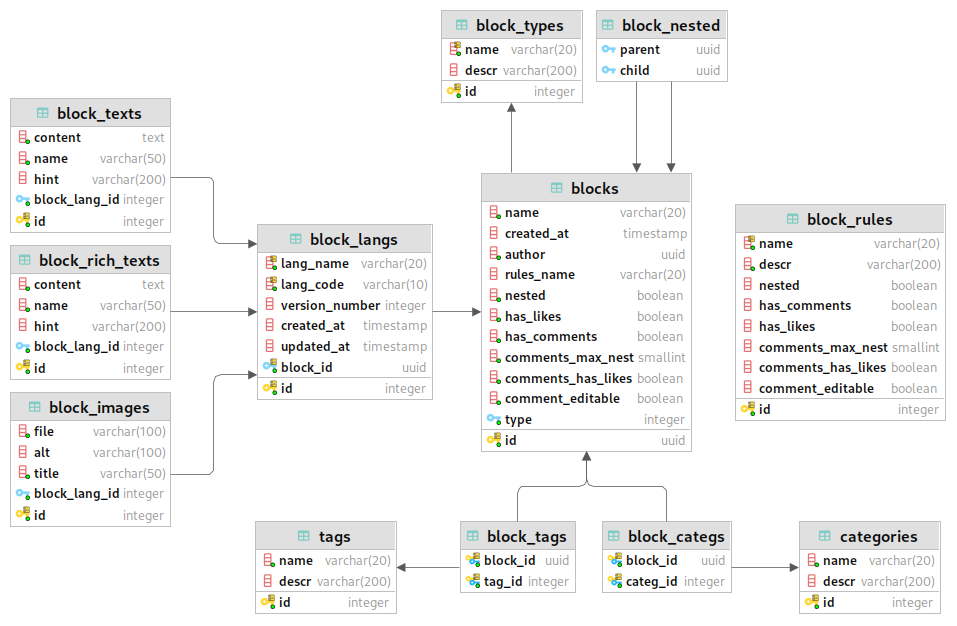 block_types
name varchar(20)
descr varchar(200)
id integer
block_nested
parent uuid
child uuid
block_texts
content text
name varchar(50)
hint varchar(200)
block_lang_id integer
id integer
block_rich_texts
content text
name varchar(50)
hint varchar(200)
block_lang_id integer
id integer
block_images
file varchar(100)
alt varchar(100)
title varchar(50)
block_lang_id integer
id integer
block_langs
lang_name varchar(20)
lang_code varchar(10)
version_number integer
created_at timestamp
updated_at timestamp
block_id uuid
id integer
blocks
name varchar(20)
created_at timestamp
author uuid
rules_name varchar(20)
nested boolean
has_likes boolean
has_comments boolean
comments_max_nest smallint
comments_has_likes boolean
comment_editable boolean
type integer
id uuid
block_rules
name varchar(20)
descr varchar(200)
nested boolean
has_comments boolean
has_likes boolean
comments_max_nest smallint
comments_has_likes boolean
comment_editable boolean
id integer
tags
name varchar(20)
descr varchar(200)
id integer
block_tags
block_id uuid
tag_id integer
block_categs
block_id uuid
categ_id integer
categories
name varchar(20)
descr varchar(200)
id integer